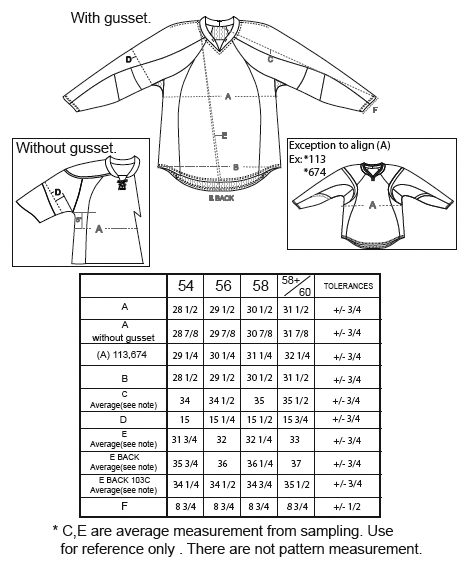 With gusset.
D
C
A
F
E
B
E BACK
Without gusset.
D
6"
A
Exception to align (A)
Ex: *113
*674
A
54 56 58 58+/60 TOLERANCES
A 28 1/2 29 1/2 30 1/2 31 1/2 +/- 3/4
A
without gusset 28 7/8 29 7/8 30 7/8 31 7/8 +/- 3/4
(A) 113,674 29 1/4 30 1/4 31 1/4 32 1/4 +/- 3/4
B 28 1/2 29 1/2 30 1/2 31 1/2 +/- 3/4
C
Average(see note) 34 34 1/2 35 35 1/2 +/- 3/4
D 15 15 1/4 15 1/2 15 3/4 +/- 3/4
E
Average(see note) 31 3/4 32 32 1/4 33 +/- 3/4
E BACK
Average(see note) 35 3/4 36 36 1/4 37 +/- 3/4
E BACK 103C
Average(see note) 34 1/4 34 1/2 34 3/4 35 1/2 +/- 3/4
F 8 3/4 8 3/4 8 3/4 8 3/4 +/- 1/2
* C,E are average measurement from sampling. Use
for reference only . There are not pattern measurement.